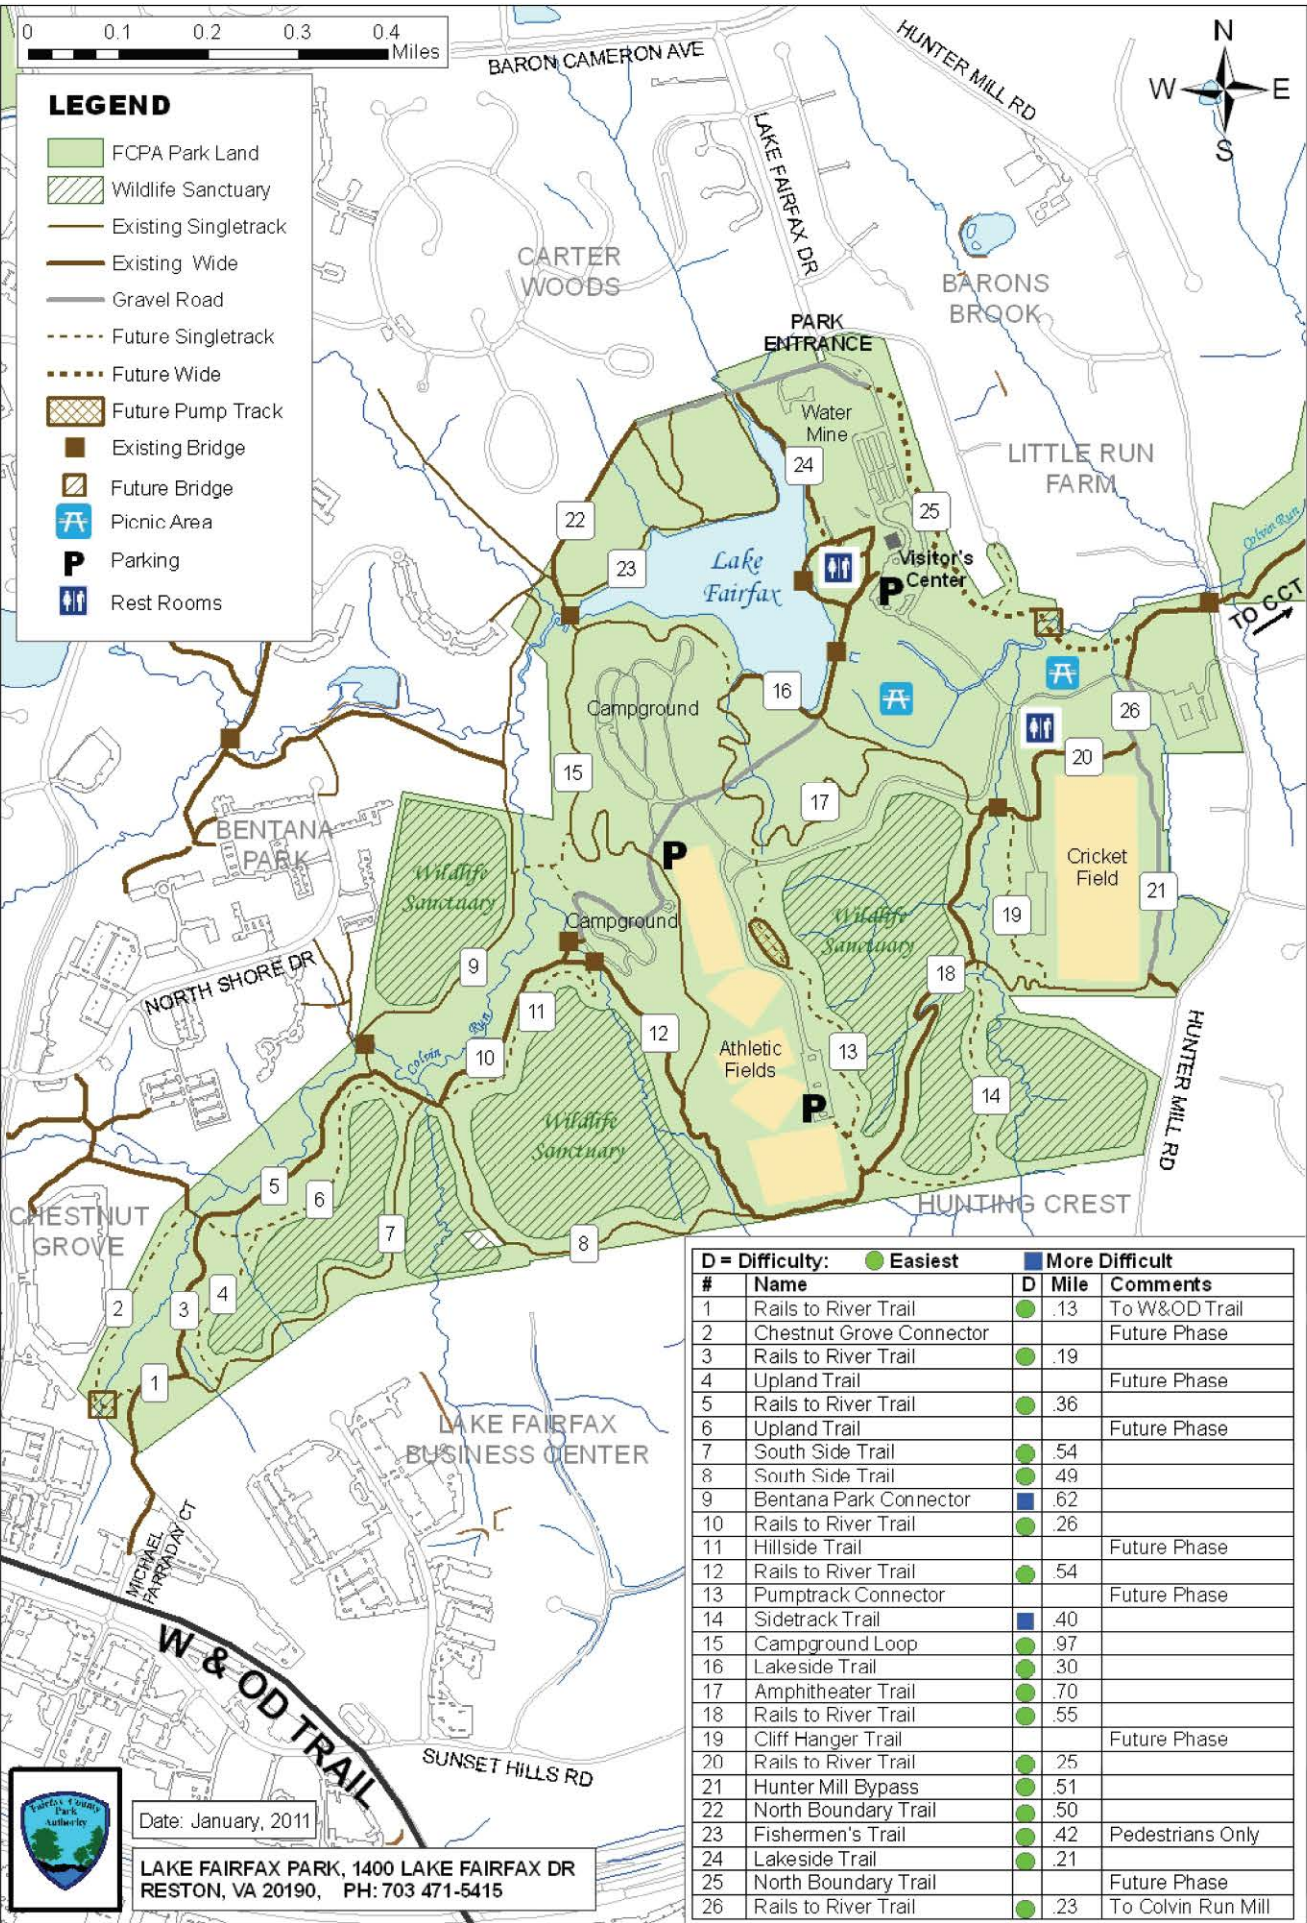 0 0.1 0.2 0.3 0.4
Miles
BARON CAMERON AVE
HUNTER MILL RD
N
W E
S
LEGEND
FCPA Park Land
Wildlife Sanctuary
Existing Singletrack
Existing Wide
Gravel Road
Future Singletrack
Future Wide
Future Pump Track
Existing Bridge
Future Bridge
Picnic Area
P Parking
Rest Rooms
LAKE FAIRFAX DR
CARTER
WOODS
BARONS
BROOK
PARK
ENTRANCE
Water
Mine
LITTLE RUN
FARM
24
22
25
23
Lake
Fairfax
Visitor's
Center
P
Colvin Run
TO CCT
16
Campground
26
15
20
17
BENTANA
PARK
P
Wildlife
Sanctuary
Cricket
Field
21
Campground
Wildlife
Sanctuary
19
NORTH SHORE DR
9
18
11
Colvin Run
10
12
Athletic
Fields
13
14
P
HUNTER MILL RD
Wildlife
Sanctuary
5
6
7
8
HUNTING CREST
CHESTNUT
GROVE
2
3
4
1
LAKE FAIRFAX
BUSINESS CENTER
MICHAEL
FARRADAY CT
W & OD TRAIL
SUNSET HILLS RD
D = Difficulty: Easiest More Difficult
# Name D Mile Comments
1 Rails to River Trail .13 To W&OD Trail
2 Chestnut Grove Connector Future Phase
3 Rails to River Trail .19
4 Upland Trail Future Phase
5 Rails to River Trail .36
6 Upland Trail Future Phase
7 South Side Trail .54
8 South Side Trail .49
9 Bentana Park Connector .62
10 Rails to River Trail .26
11 Hillside Trail Future Phase
12 Rails to River Trail .54
13 Pumptrack Connector Future Phase
14 Sidetrack Trail .40
15 Campground Loop .97
16 Lakeside Trail .30
17 Amphitheater Trail .70
18 Rails to River Trail .55
19 Cliff Hanger Trail Future Phase
20 Rails to River Trail .25
21 Hunter Mill Bypass .51
22 North Boundary Trail .50
23 Fishermen's Trail .42 Pedestrians Only
24 Lakeside Trail .21
25 North Boundary Trail Future Phase
26 Rails to River Trail .23 To Colvin Run Mill
Fairfax County
Park
Authority
Date: January, 2011
LAKE FAIRFAX PARK, 1400 LAKE FAIRFAX DR
RESTON, VA 20190, PH: 703 471-5415